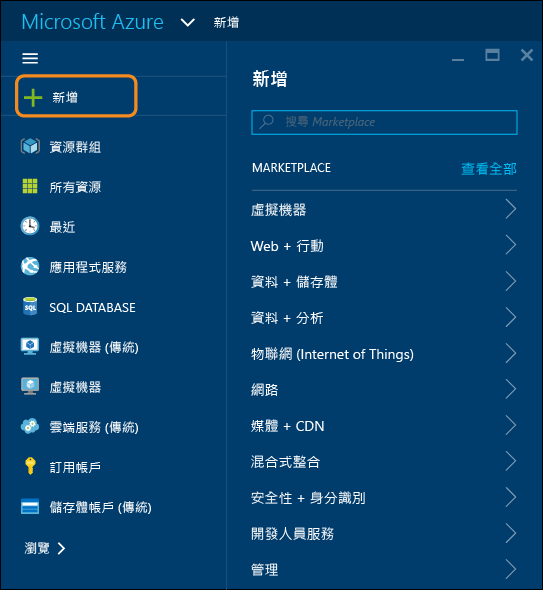 Microsoft Azure 新增
新增
資源群組
所有資源
最近
應用程式服務
SQL DATABASE
虛擬機器 (傳統)
虛擬機器
雲端服務 (傳統)
訂用帳戶
儲存體帳戶 (傳統)
瀏覽
新增
搜尋 Marketplace
MARKETPLACE 查看全部
虛擬機器
Web + 行動
資料 + 儲存體
資料 + 分析
物聯網 (Internet of Things)
網路
媒體 + CDN
混合式整合
安全性 + 身分識別
開發人員服務
管理